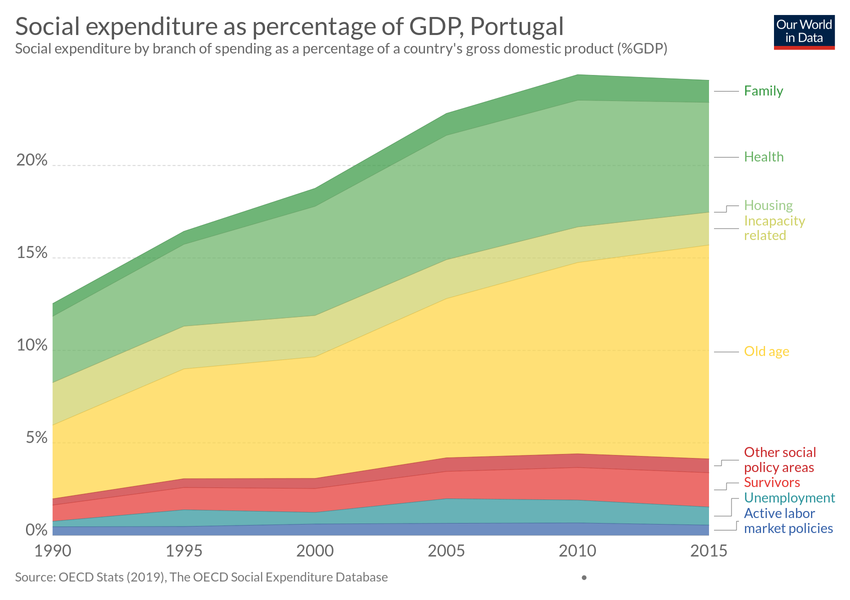 Social expenditure as percentage of GDP, Portugal
Social expenditure by branch of spending as a percentage of a country's gross domestic product (%GDP)
Our World
in Data
20%
15%
10%
5%
0%
1990
1995
2000
2005
2010
2015
Family
Health
Housing
Incapacity
related
Old age
Other social
policy areas
Survivors
Unemployment
Active labor
market policies
Source: OECD Stats (2019), The OECD Social Expenditure Database